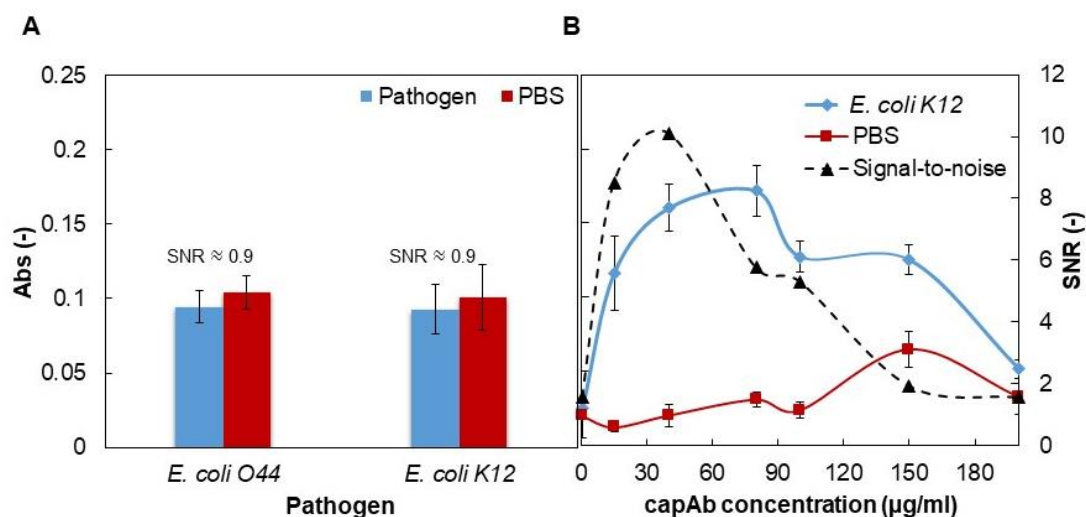 A
B
0.25
0.2
0.15
0.1
0.05
0
Abs (-)
Pathogen PBS
SNR ≈ 0.9
SNR ≈ 0.9
E. coli O44
E. coli K12
Pathogen
E. coli K12
PBS
Signal-to-noise
12
10
8
6
4
2
0
SNR (-)
0 30 60 90 120 150 180
capAb concentration (µg/ml)